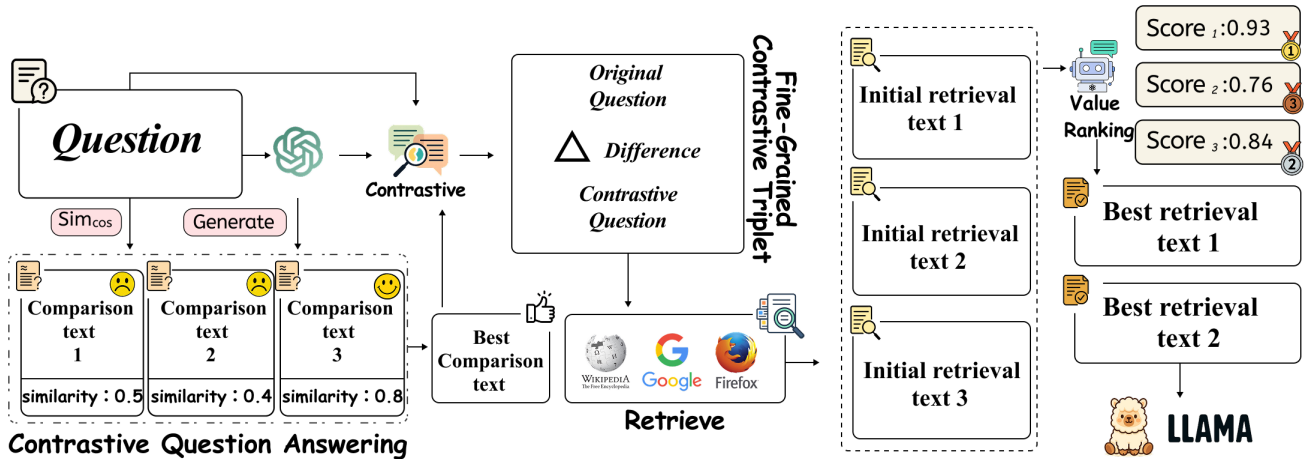 Question
Sim cos
Generate
Comparison
text
1
similarity：0.5
Comparison
text
2
similarity：0.4
Comparison
text
3
similarity：0.8
Contrastive Question Answering
Contrastive
Best
Comparison
text
Original
Question
Difference
Contrastive
Question
Fine-Grained
Contrastive Triplet
WIKIPEDIA
The Free Encyclopedia
Google
Firefox
Retrieve
Initial retrieval
text 1
Initial retrieval
text 2
Initial retrieval
text 3
Value
Ranking
Score 1:0.93
1
Score 2:0.76
3
Score 3:0.84
2
Best retrieval
text 1
Best retrieval
text 2
LLAMA